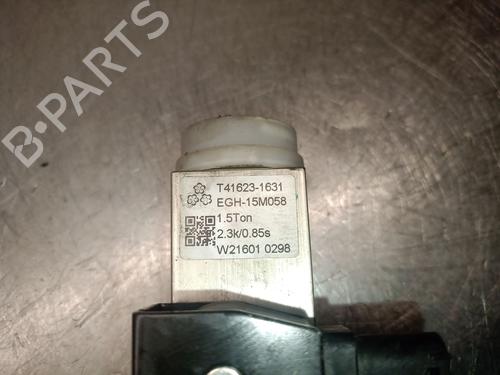 B-PARTS
T41623-1631
EGH-15M058
1.5Ton
2.3k/0.85s
W21601 0298